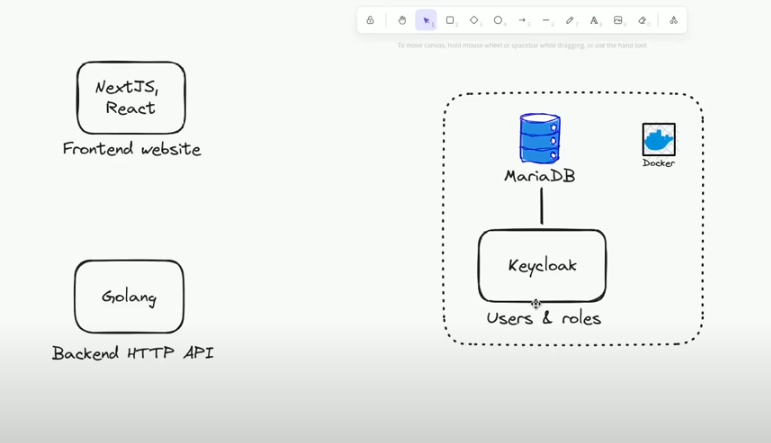 To move canvas, hold mouse wheel or spacebar while dragging, or use the hand tool
NextJS,
React
Frontend website
Golang
Backend HTTP API
MariaDB
Docker
Keycloak
Users & roles